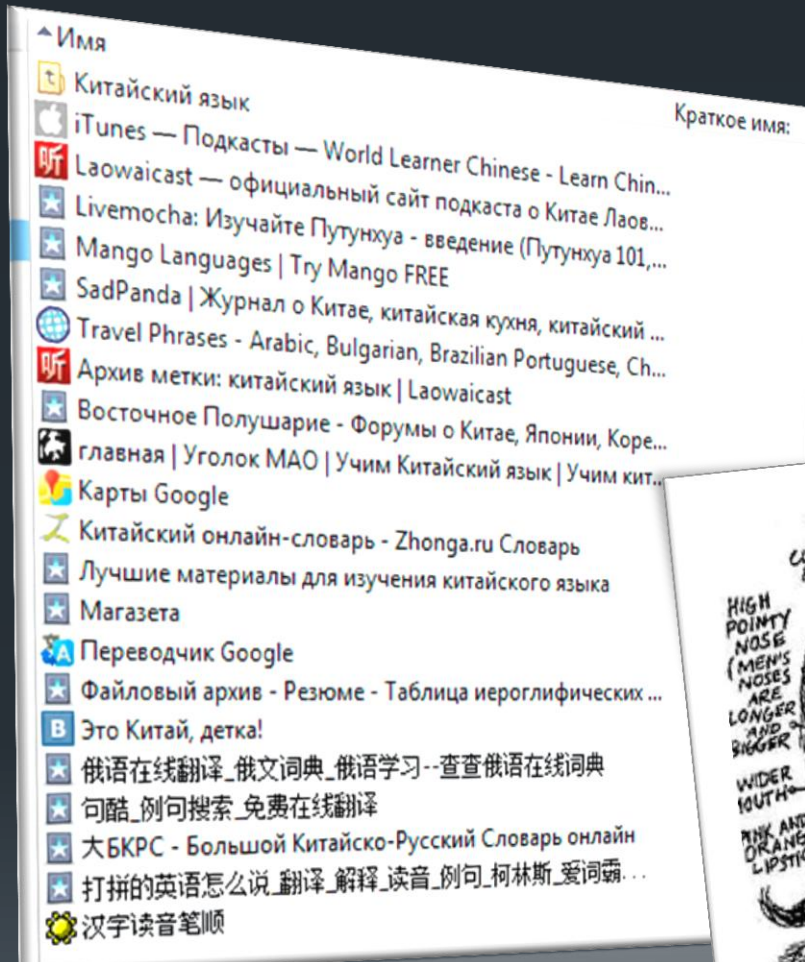 Имя
Краткое имя:
Китайский язык
iTunes — Подкасты — World Learner Chinese - Learn Chin...
Laowaicast — официальный сайт подкаста о Китае Лаов...
Livemocha: Изучайте Путунхуа - введение (Путунхуа 101,...
Mango Languages | Try Mango FREE
SadPanda | Журнал о Китае, китайская кухня, китайский ...
Travel Phrases - Arabic, Bulgarian, Brazilian Portuguese, Ch...
Архив метки: китайский язык | Laowaicast
Восточное Полушарие - Форумы о Китае, Японии, Коре...
главная | Уголок МАО | Учим Китайский язык | Учим кит...
Карты Google
Китайский онлайн-словарь - Zhonga.ru Словарь
Лучшие материалы для изучения китайского языка
Магазета
Переводчик Google
Файловый архив - Резюме - Таблица иероглифических ...
Это Китай, детка!
俄语在线翻译_俄文词典_俄语学习--查查俄语在线词典
句酷_例句搜索_免费在线翻译
大БКРС - Большой Китайско-Русский Словарь онлайн
打拼的英语怎么说_翻译_解释_读音_例句_柯林斯_爱词霸...
汉字读音笔顺
HIGH
POINTY
NOSE
(MEN'S
NOSES
ARE
LONGER
AND
BIGGER
WIDER
MOUTH
PINK AND